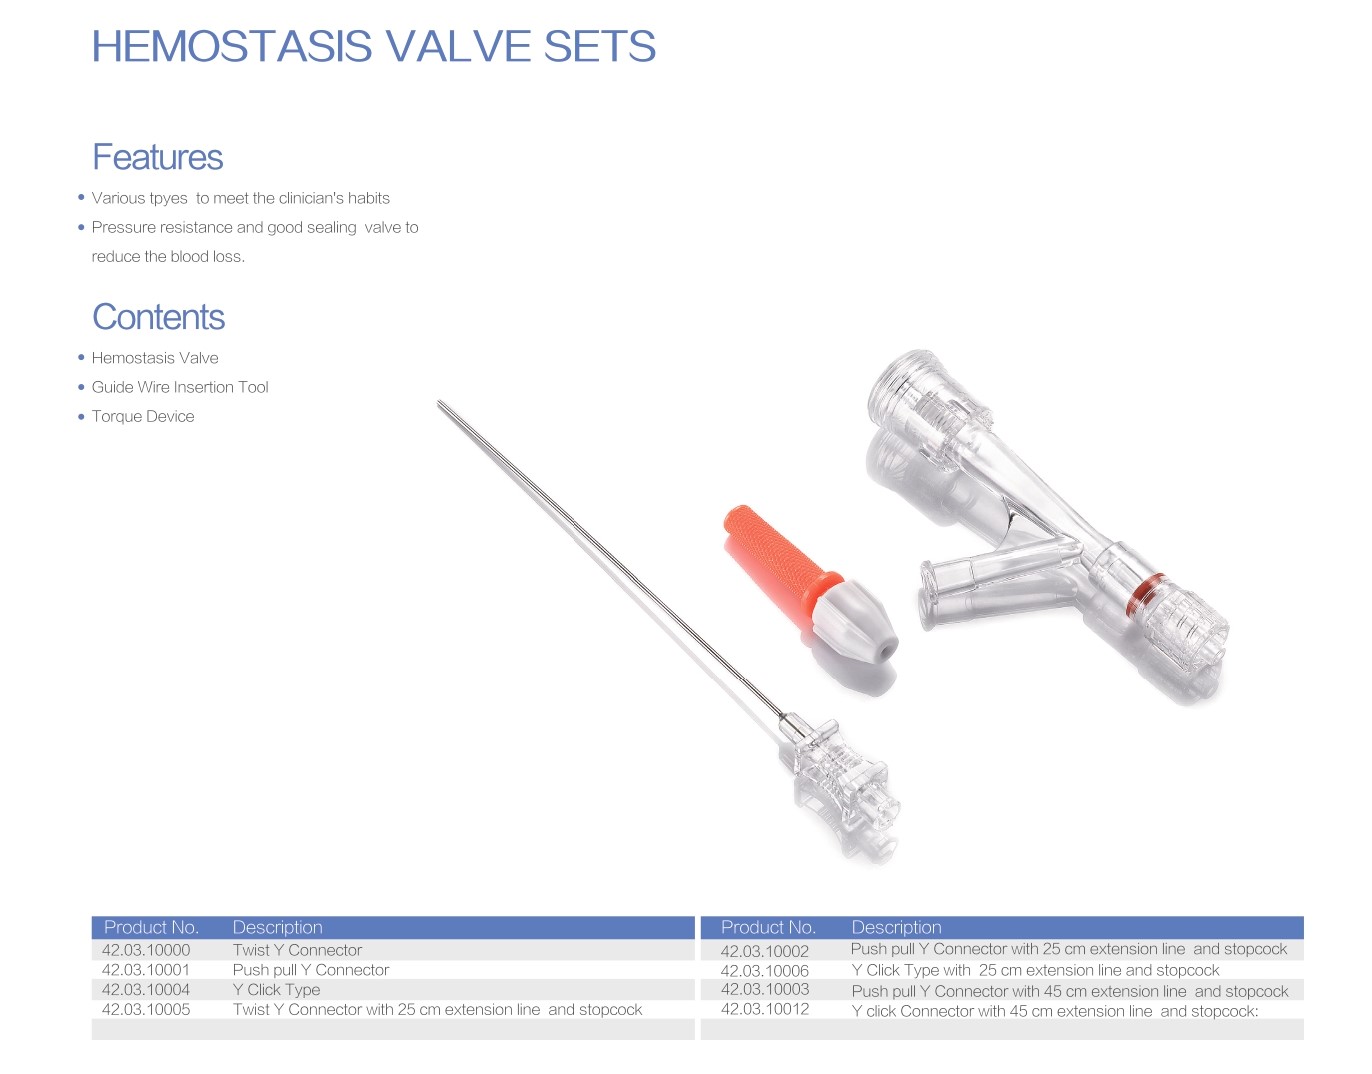 HEMOSTASIS VALVE SETS
Features
• Various tpyes to meet the clinician's habits
• Pressure resistance and good sealing valve to
reduce the blood loss.
Contents
• Hemostasis Valve
• Guide Wire Insertion Tool
• Torque Device
Product No. Description
42.03.10000 Twist Y Connector
42.03.10001 Push pull Y Connector
42.03.10004 Y Click Type
42.03.10005 Twist Y Connector with 25 cm extension line and stopcock
Product No. Description
42.03.10002 Push pull Y Connector with 25 cm extension line and stopcock
42.03.10006 Y Click Type with 25 cm extension line and stopcock
42.03.10003 Push pull Y Connector with 45 cm extension line and stopcock
42.03.10012 Y click Connector with 45 cm extension line and stopcock: